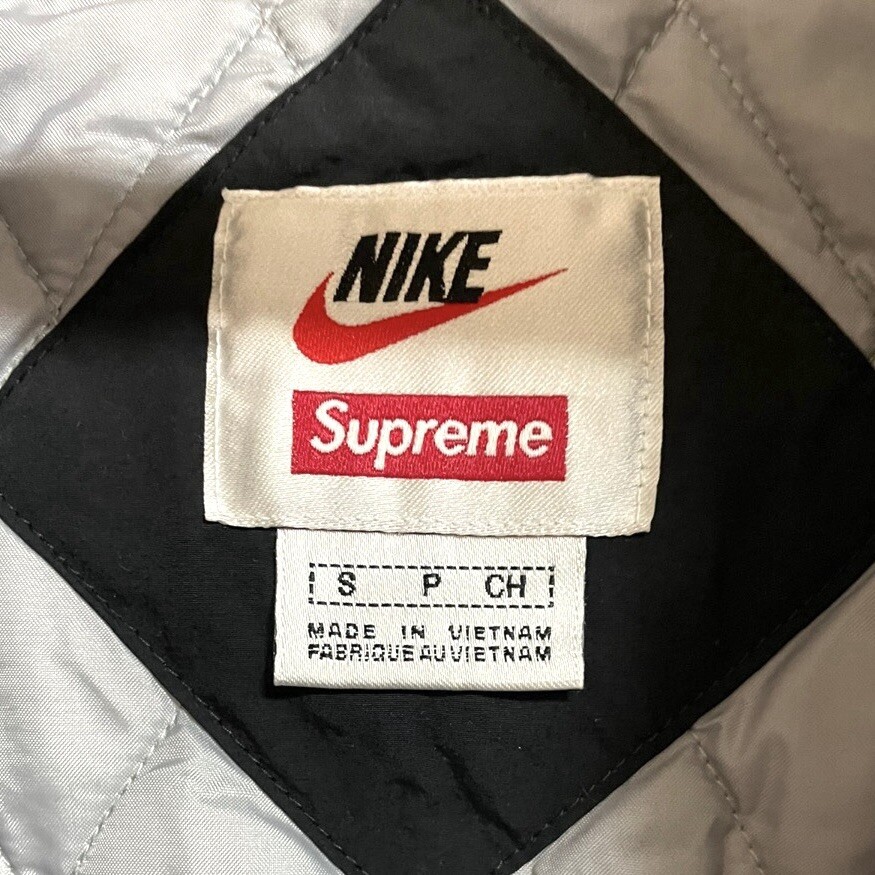 NIKE
Supreme
S P CH
MADE IN VIETNAM
FABRIQUE AU VIETNAM